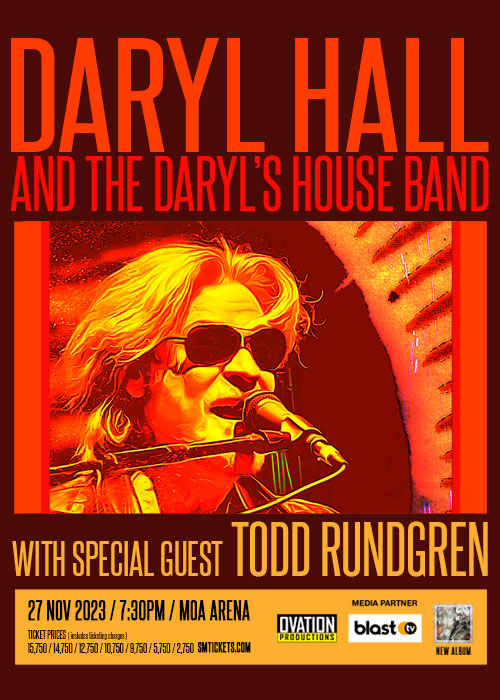 DARYL HALL
AND THE DARYL'S HOUSE BAND
WITH SPECIAL GUEST TODD RUNDGREN
27 NOV 2023 / 7:30PM / MOA ARENA
TICKET PRICES ( includes ticketing charges )
15,750 / 14,750 / 12,750 / 10,750 / 9,750 / 5,750 / 2,750 SMTICKETS.COM
OVATION
PRODUCTIONS
MEDIA PARTNER
blast tv
NEW ALBUM